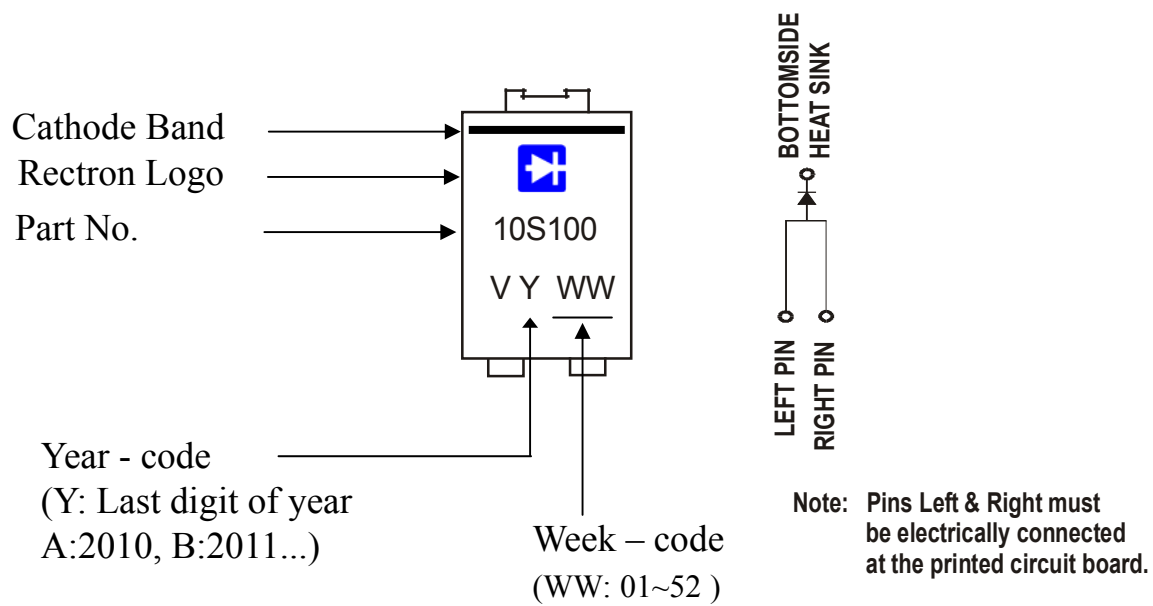 Cathode Band
Rectron Logo
Part No.
10S100
V Y WW
Year - code
(Y: Last digit of year
A:2010, B:2011...)
Week – code
(WW: 01~52 )
BOTTOMSIDE
HEAT SINK
LEFT PIN
RIGHT PIN
Note: Pins Left & Right must
be electrically connected
at the printed circuit board.